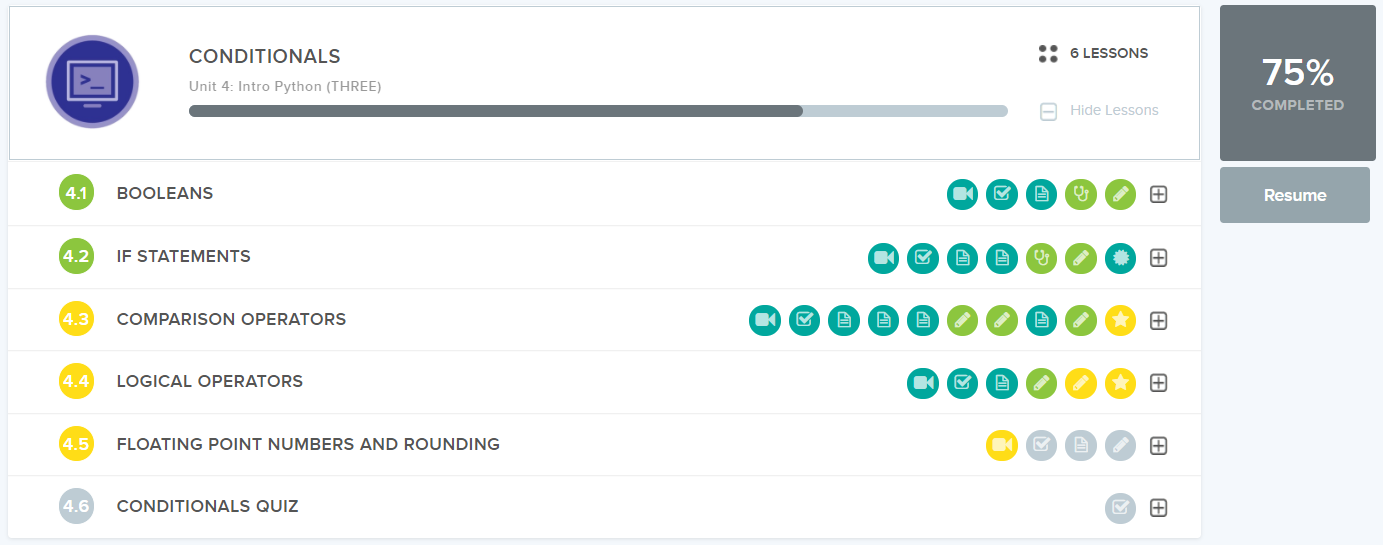 CONDITIONALS
Unit 4: Intro Python (THREE)
6 LESSONS
Hide Lessons
75%
COMPLETED
Resume
4.1 BOOLEANS
4.2 IF STATEMENTS
4.3 COMPARISON OPERATORS
4.4 LOGICAL OPERATORS
4.5 FLOATING POINT NUMBERS AND ROUNDING
4.6 CONDITIONALS QUIZ